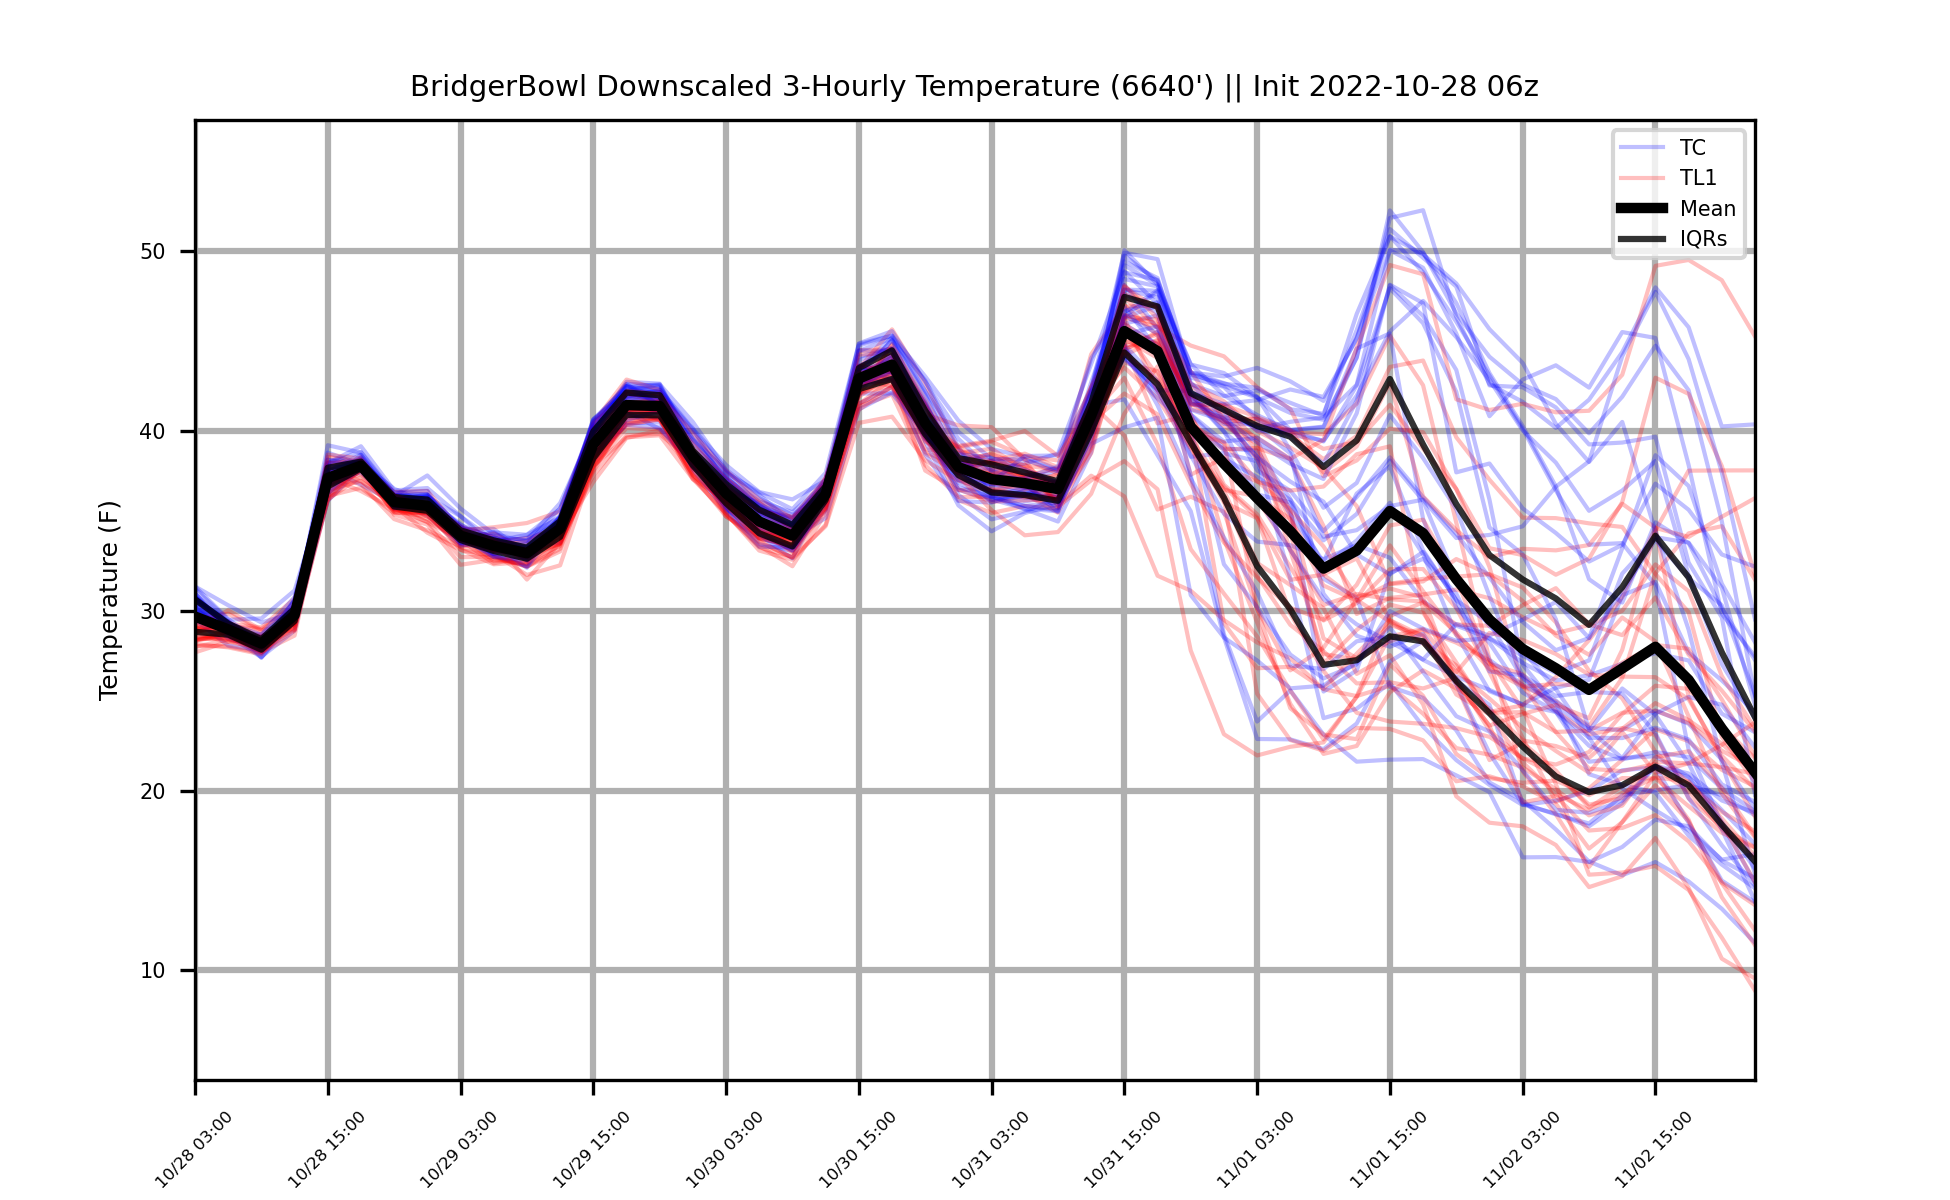 BridgerBowl Downscaled 3-Hourly Temperature (6640') || Init 2022-10-28 06z
TC
TL1
Mean
IQRs
Temperature (F)
50
40
30
20
10
10/28 03:00
10/28 15:00
10/29 03:00
10/29 15:00
10/30 03:00
10/30 15:00
10/31 03:00
10/31 15:00
11/01 03:00
11/01 15:00
11/02 03:00
11/02 15:00